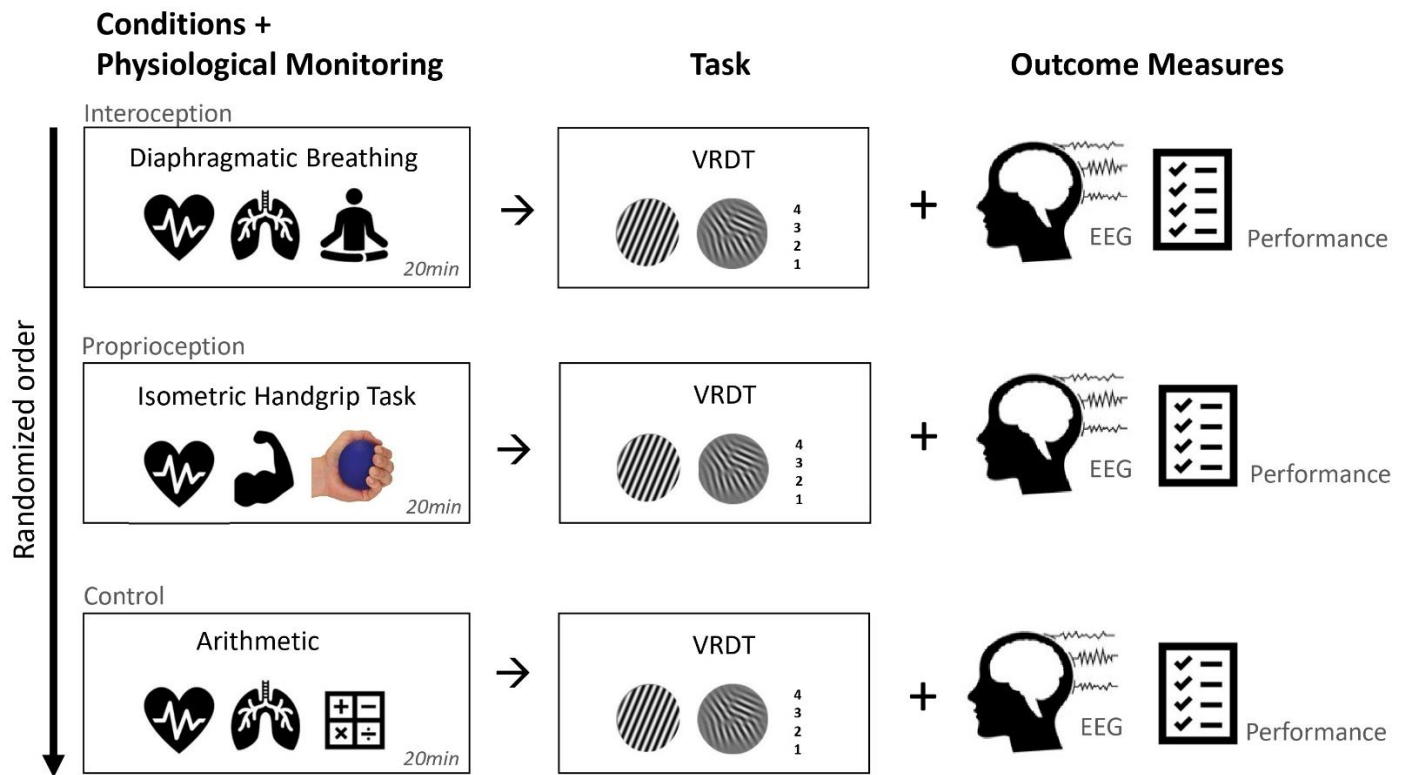 Conditions +
Physiological Monitoring
Task
Outcome Measures
Randomized order
Interoception
Diaphragmatic Breathing
20min
→
VRDT
4
3
2
1
+
EEG
Performance
Proprioception
Isometric Handgrip Task
20min
→
VRDT
4
3
2
1
+
EEG
Performance
Control
Arithmetic
+ −
× ÷
20min
→
VRDT
4
3
2
1
+
EEG
Performance